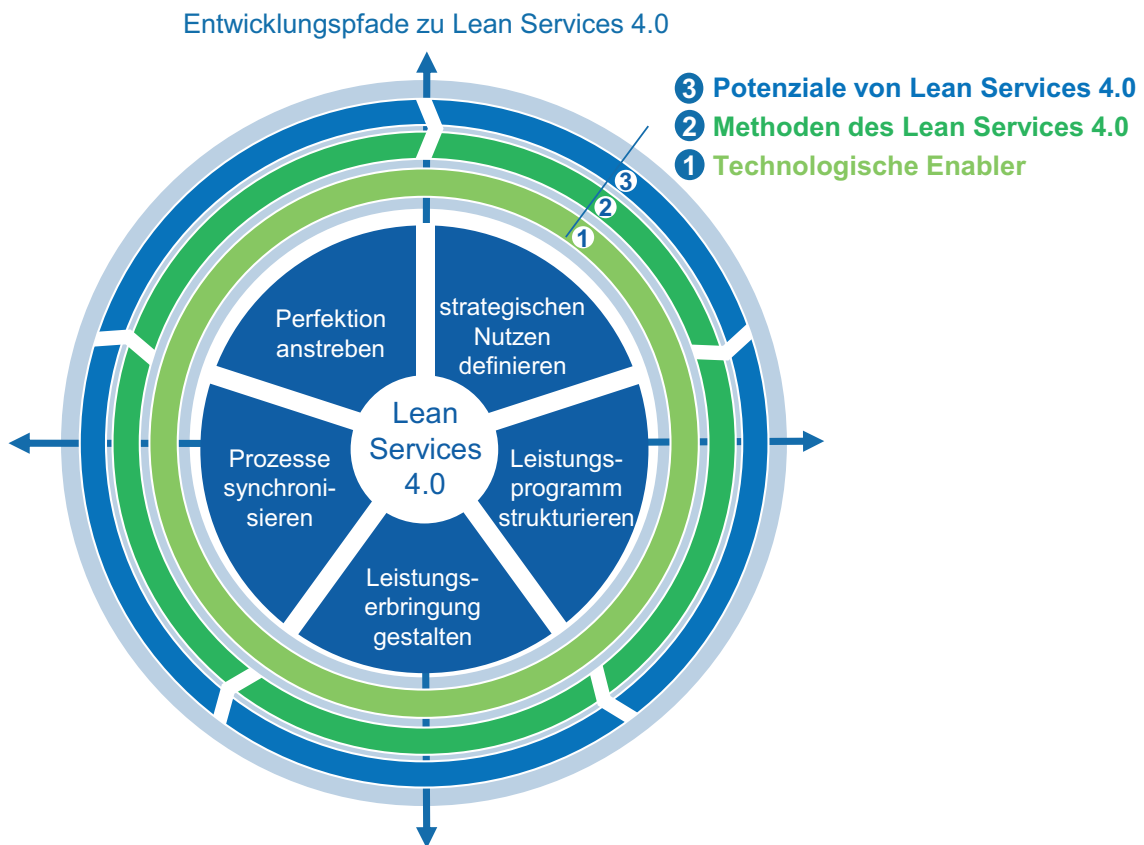 Entwicklungspfade zu Lean Services 4.0
3 Potenziale von Lean Services 4.0
2 Methoden des Lean Services 4.0
1 Technologische Enabler
3
2
1
Perfektion
anstreben
strategischen
Nutzen
definieren
Lean
Services
4.0
Prozesse
synchroni-
sieren
Leistungs-
programm
strukturieren
Leistungs-
erbringung
gestalten